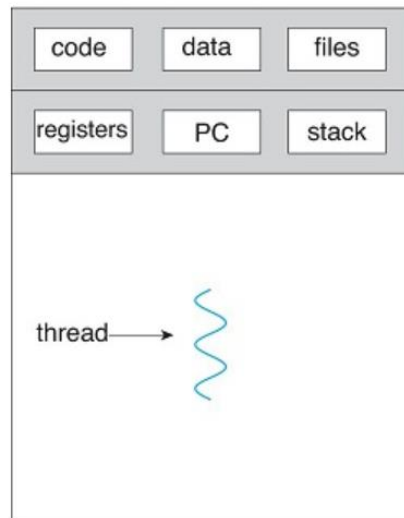 code data files
registers PC stack
thread